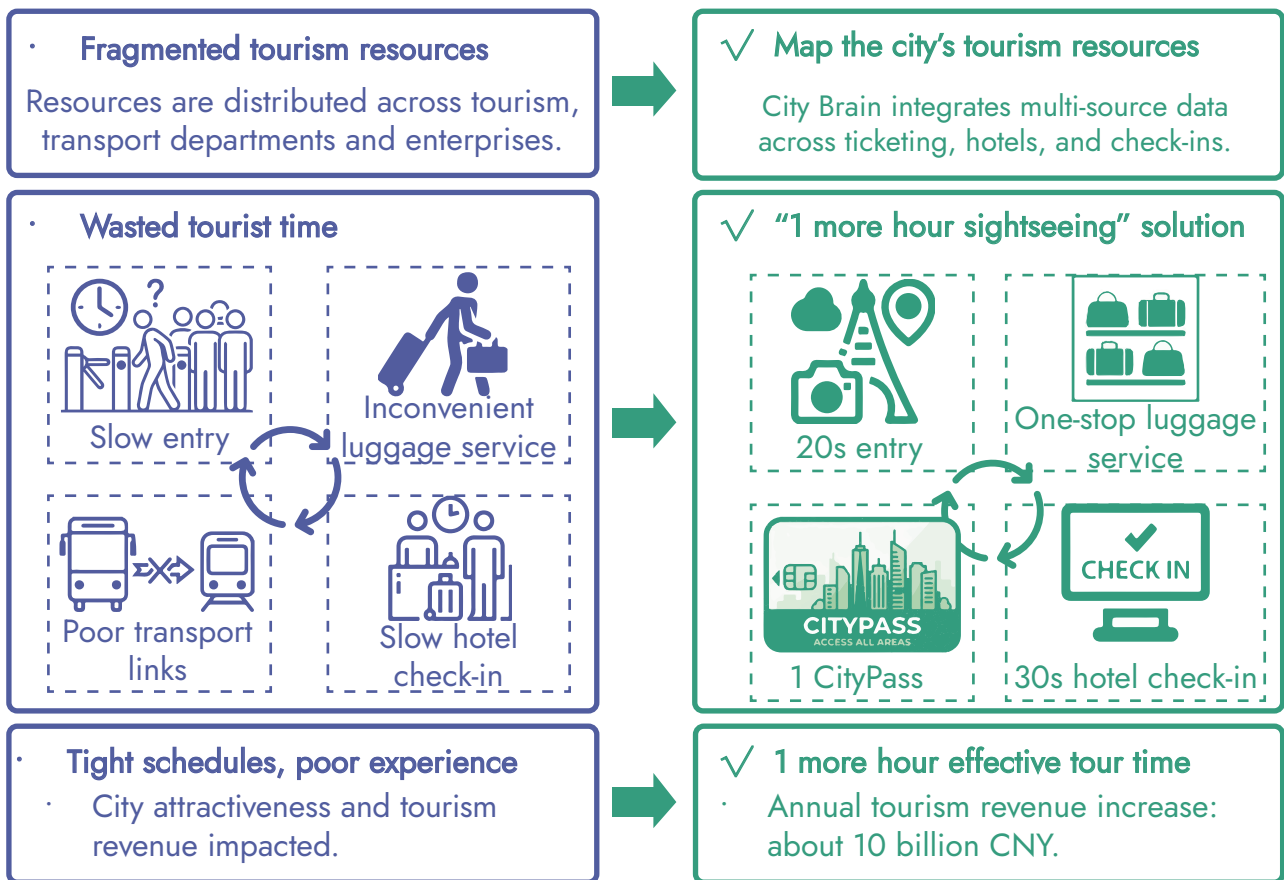 · Fragmented tourism resources
Resources are distributed across tourism,
transport departments and enterprises.
√ Map the city’s tourism resources
City Brain integrates multi-source data
across ticketing, hotels, and check-ins.
· Wasted tourist time
?
Slow entry
Inconvenient
luggage service
Poor transport
links
Slow hotel
check-in
√ “1 more hour sightseeing” solution
20s entry
One-stop luggage
service
CITYPASS
ACCESS ALL AREAS
1 CityPass
CHECK IN
30s hotel check-in
· Tight schedules, poor experience
· City attractiveness and tourism
revenue impacted.
√ 1 more hour effective tour time
· Annual tourism revenue increase:
about 10 billion CNY.